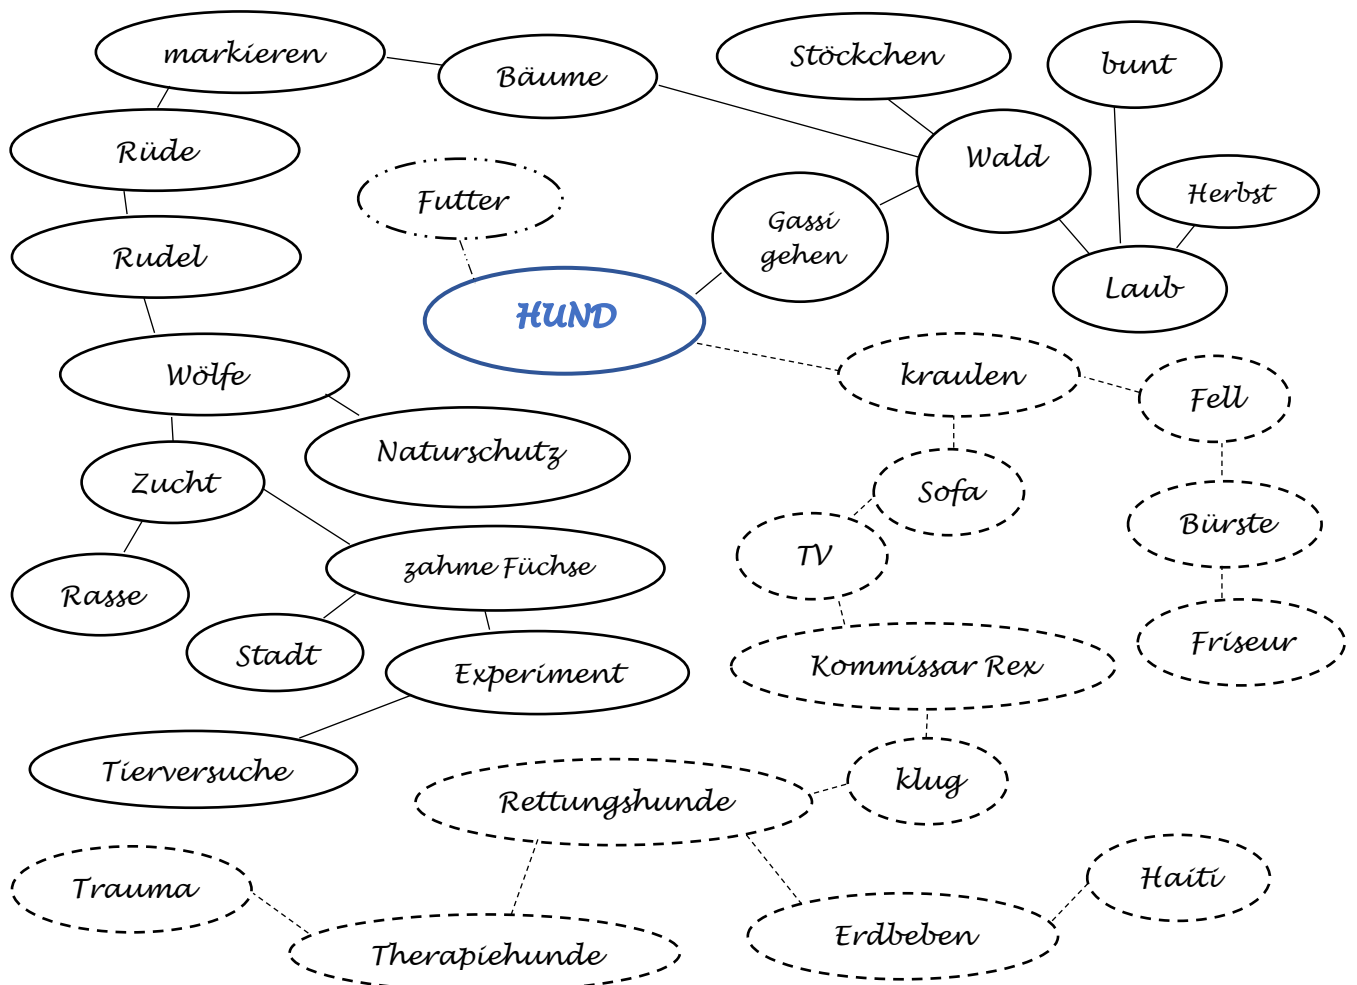 markieren
Bäume
Stöckchen
bunt
Rüde
Wald
Herbst
Futter
Gassi
gehen
Rudel
Laub
HUND
Wölfe
kraulen
Fell
Naturschutz
Zucht
Sofa
Bürste
TV
zahme Füchse
Rasse
Stadt
Experiment
Kommissar Rex
Friseur
Tierversuche
Rettungshunde
klug
Trauma
Haiti
Erdbeben
Therapiehunde